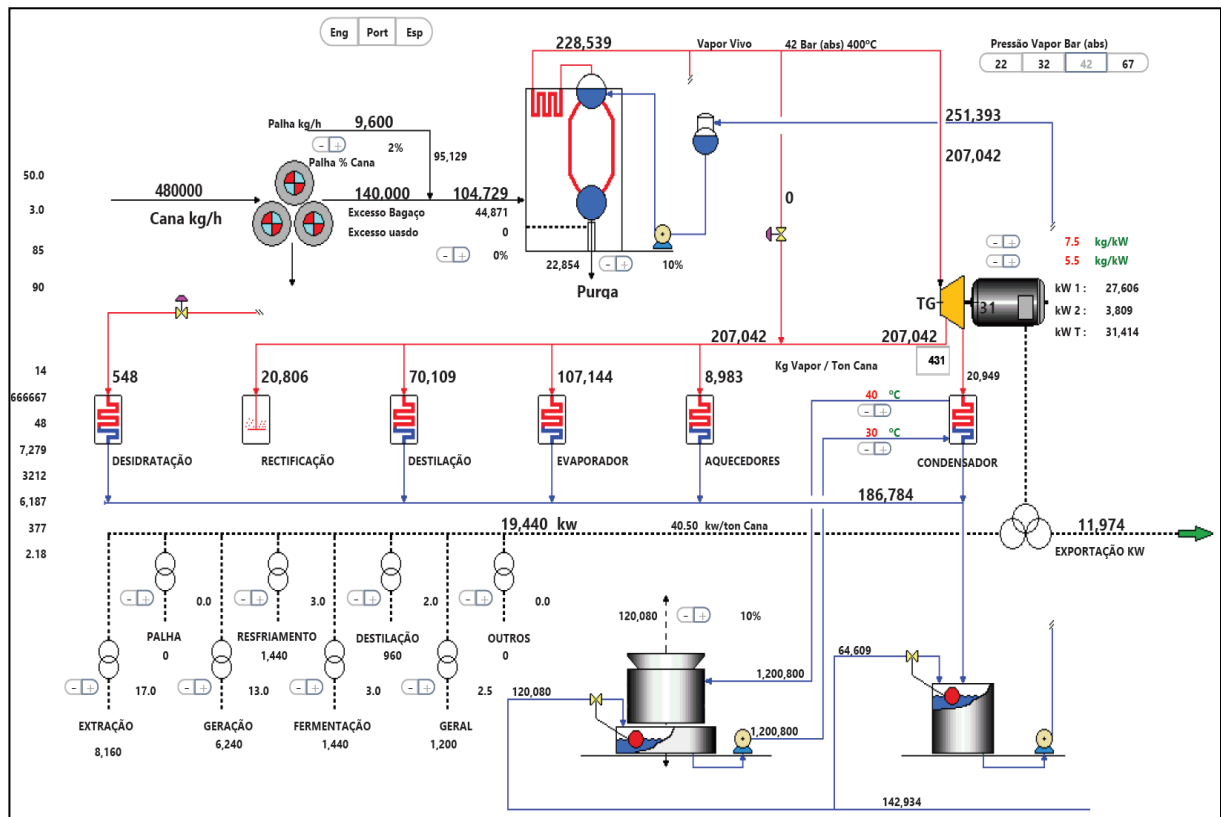 Eng Port Esp
228,539 Vapor Vivo 42 Bar (abs) 400ºC
Pressão Vapor Bar (abs)
22 32 42 67
Palha kg/h 9,600
- + 2%
Palha % Cana
95,129
251,393
207,042
50.0
480000
Cana kg/h
140,000
104,729
Excesso Bagaço 44,871
Excesso uasdo 0
- + 0%
0
3.0
85
90
22,854 - + 10%
Purga
- + 7.5 kg/kW
- + 5.5 kg/kW
TG
31
kW 1 : 27,606
kW 2 : 3,809
kW T : 31,414
207,042
207,042
Kg Vapor / Ton Cana
431
14
666667
48
7,279
3212
6,187
377
2.18
548
20,806
70,109
107,144
8,983
20,949
40 ºC
- +
30 ºC
- +
DESIDRATAÇÃO
RECTIFICAÇÃO
DESTILAÇÃO
EVAPORADOR
AQUECEDORES
CONDENSADOR
186,784
19,440 kw
40.50 kw/ton Cana
11,974
EXPORTAÇÃO KW
- + 0.0
- + 3.0
- + 2.0
- + 0.0
PALHA
0
RESFRIAMENTO
1,440
DESTILAÇÃO
960
OUTROS
0
- + 17.0
- + 13.0
- + 3.0
- + 2.5
EXTRAÇÃO
8,160
GERAÇÃO
6,240
FERMENTAÇÃO
1,440
GERAL
1,200
120,080 - + 10%
1,200,800
120,080
1,200,800
64,609
142,934